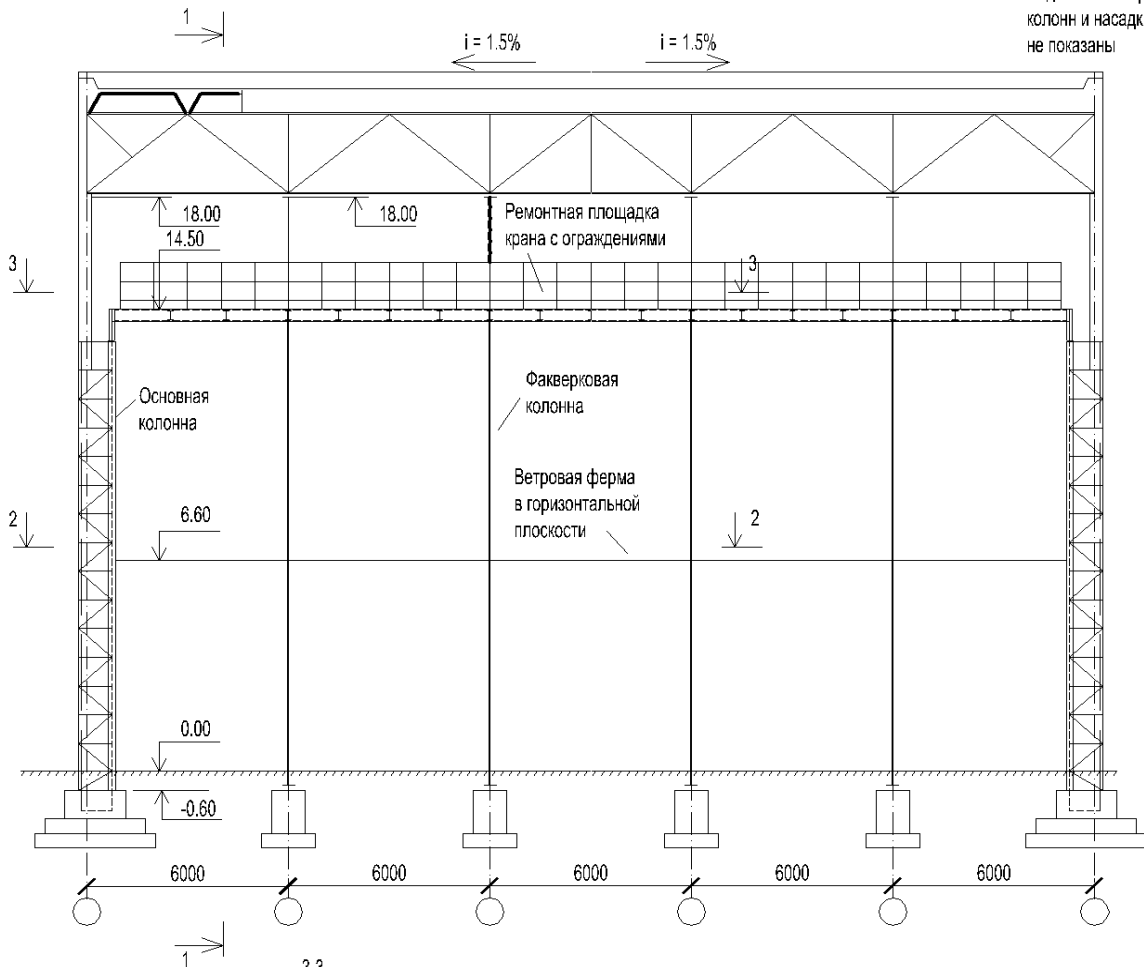 колонн и насадк
не показаны
1
i = 1.5%
i = 1.5%
18.00
18.00
14.50
Ремонтная площадка
крана с ограждениями
3
3
Основная
колонна
Факверковая
колонна
Ветровая ферма
в горизонтальной
плоскости
6.60
2
2
0.00
-0.60
6000
6000
6000
6000
6000
1
3-3